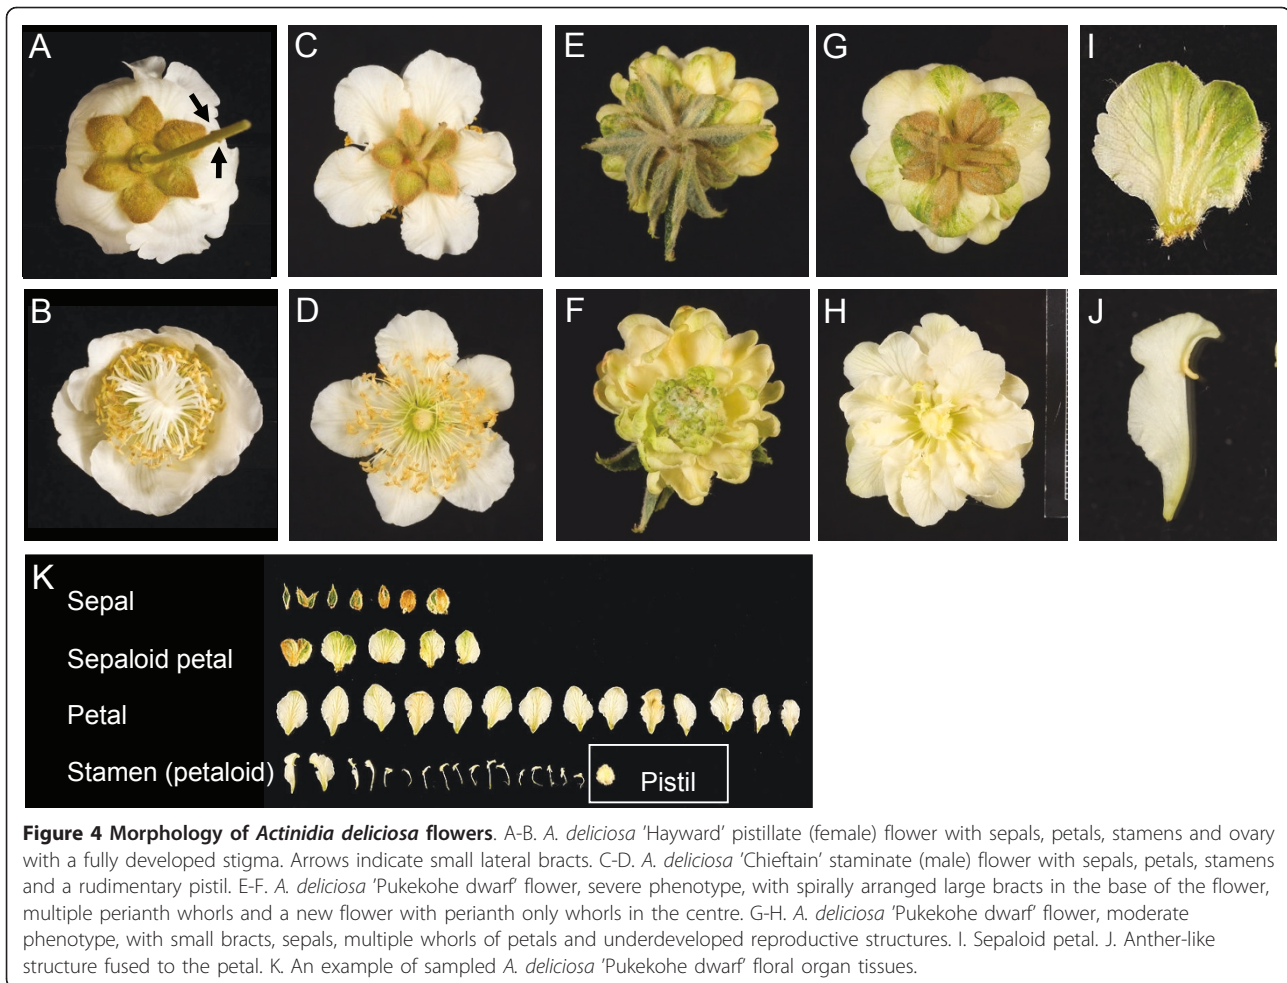 A
C
E
G
I
B
D
F
H
J
K
Sepal
Sepaloid petal
Petal
Stamen (petaloid)
Pistil
Figure 4 Morphology of Actinidia deliciosa flowers. A-B. A. deliciosa 'Hayward' pistillate (female) flower with sepals, petals, stamens and ovary
with a fully developed stigma. Arrows indicate small lateral bracts. C-D. A. deliciosa 'Chieftain' staminate (male) flower with sepals, petals, stamens
and a rudimentary pistil. E-F. A. deliciosa 'Pukekohe dwarf' flower, severe phenotype, with spirally arranged large bracts in the base of the flower,
multiple perianth whorls and a new flower with perianth only whorls in the centre. G-H. A. deliciosa 'Pukekohe dwarf' flower, moderate
phenotype, with small bracts, sepals, multiple whorls of petals and underdeveloped reproductive structures. I. Sepaloid petal. J. Anther-like
structure fused to the petal. K. An example of sampled A. deliciosa 'Pukekohe dwarf' floral organ tissues.